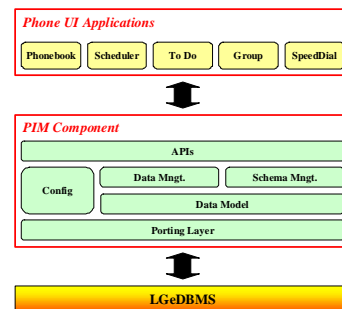 Phone UI Applications
Phonebook Scheduler To Do Group SpeedDial
PIM Component
APIs
Config
Data Mngt. Schema Mngt.
Data Model
Porting Layer
LGeDBMS